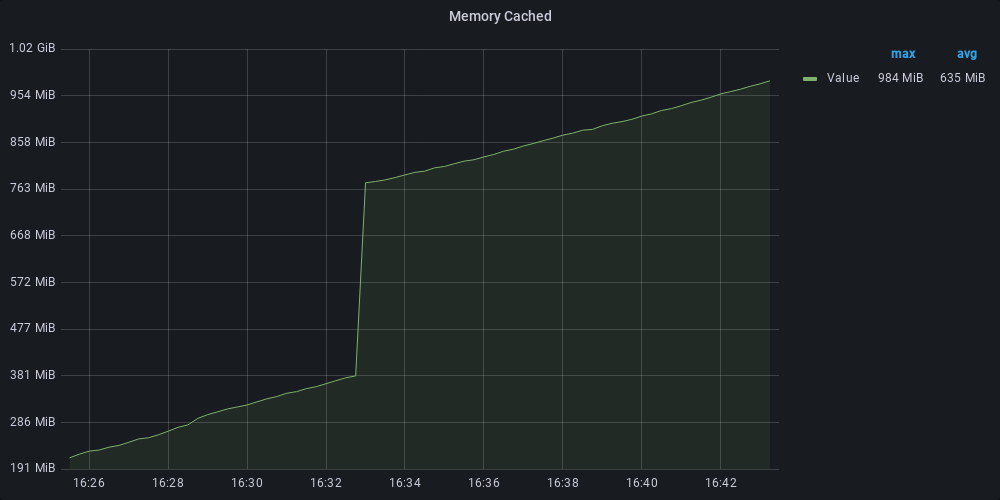 Memory Cached
1.02 GiB
954 MiB
858 MiB
763 MiB
668 MiB
572 MiB
477 MiB
381 MiB
286 MiB
191 MiB
16:26 16:28 16:30 16:32 16:34 16:36 16:38 16:40 16:42
max avg
Value 984 MiB 635 MiB